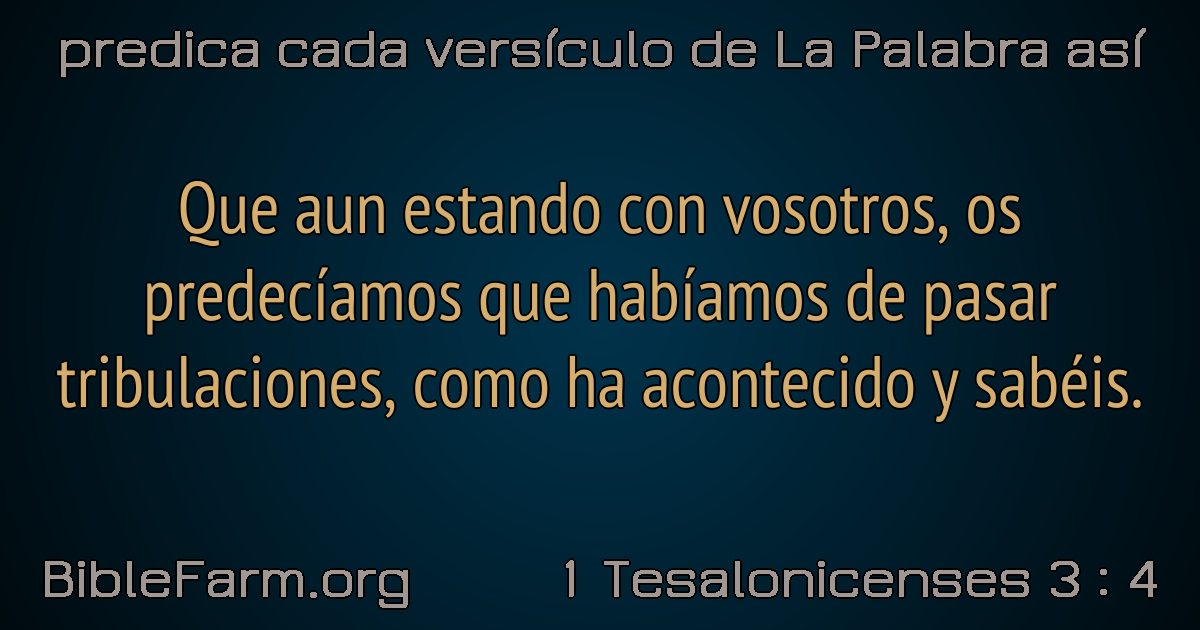 predica cada versículo de La Palabra así
Que aun estando con vosotros, os
predecíamos que habíamos de pasar
tribulaciones, como ha acontecido y sabéis.
BibleFarm.org
1 Tesalonicenses 3 : 4